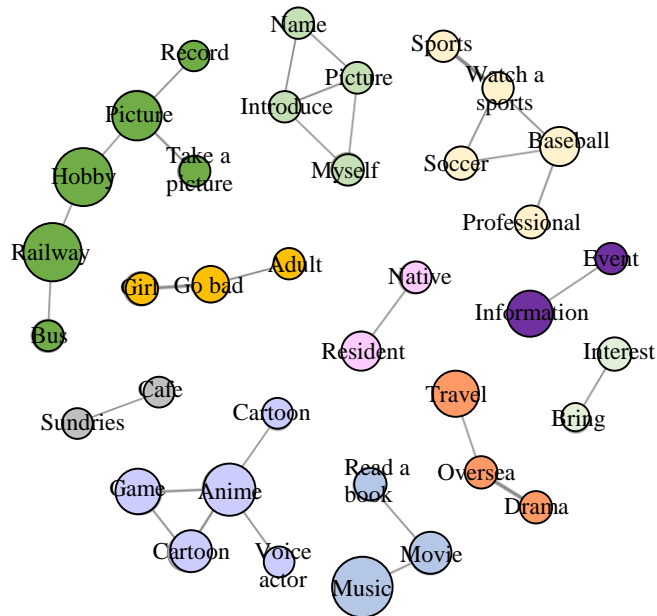 Name
Sports
Record
Picture
Watch a
sports
Picture
Introduce
Baseball
Take a
picture
Soccer
Hobby
Myself
Professional
Railway
Adult
Native
Event
Girl
Go bad
Information
Bus
Resident
Interest
Cafe
Travel
Sundries
Cartoon
Bring
Read a
book
Oversea
Game
Anime
Drama
Cartoon
Voice
actor
Movie
Music